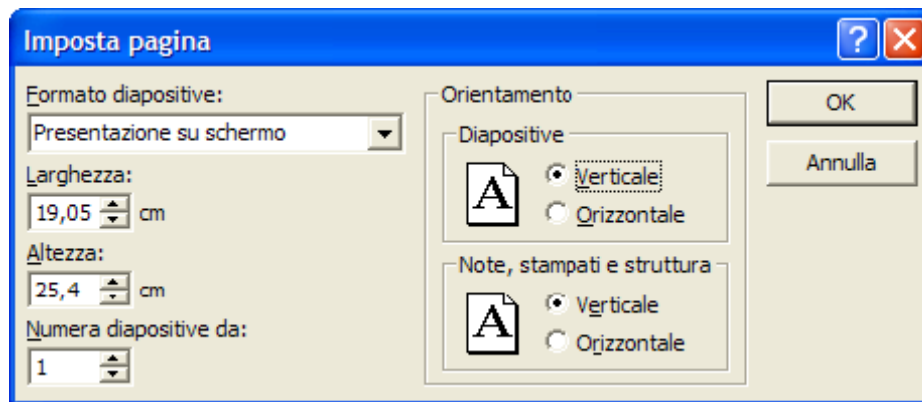 Imposta pagina
Formato diapositive:
Presentazione su schermo
Larghezza:
19,05 cm
Altezza:
25,4 cm
Numera diapositive da:
1
Orientamento
Diapositive
A
Verticale
Orizzontale
Note, stampati e struttura
A
Verticale
Orizzontale
OK
Annulla